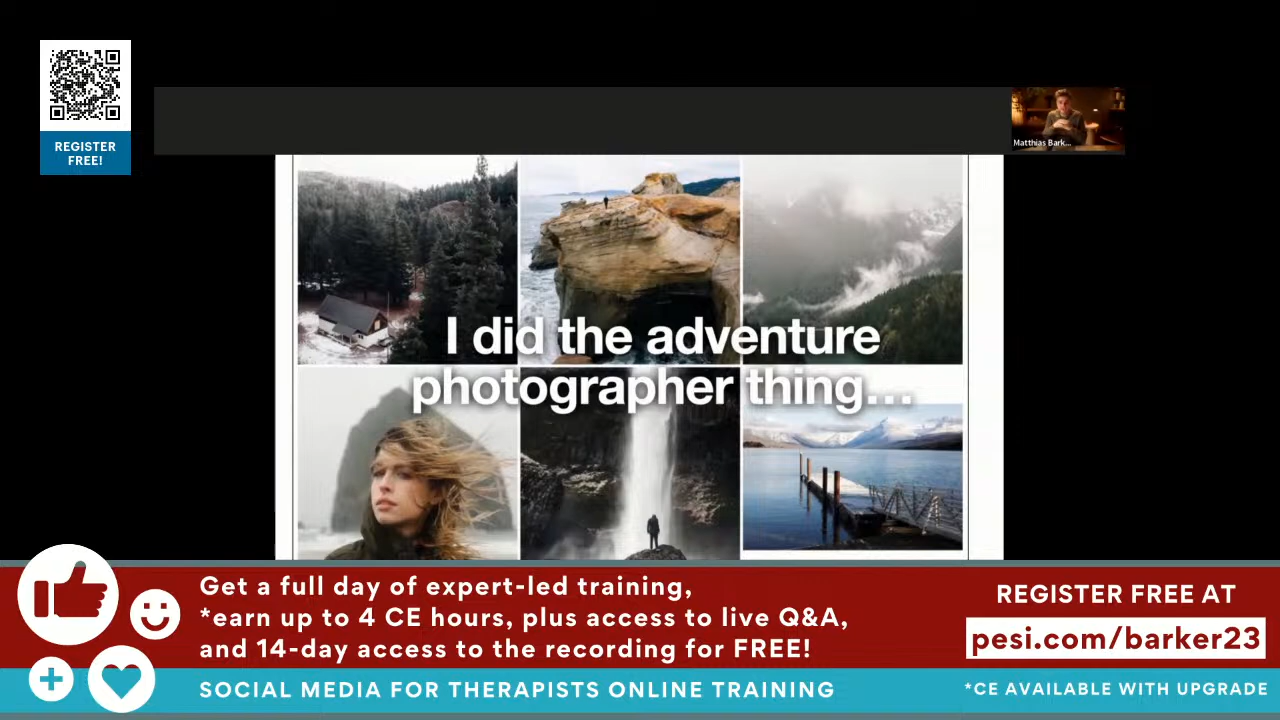 REGISTER
FREE!
Matthias Bark...
I did the adventure
photographer thing...
Get a full day of expert-led training,
*earn up to 4 CE hours, plus access to live Q&A,
and 14-day access to the recording for FREE!
REGISTER FREE AT
pesi.com/barker23
SOCIAL MEDIA FOR THERAPISTS ONLINE TRAINING
*CE AVAILABLE WITH UPGRADE